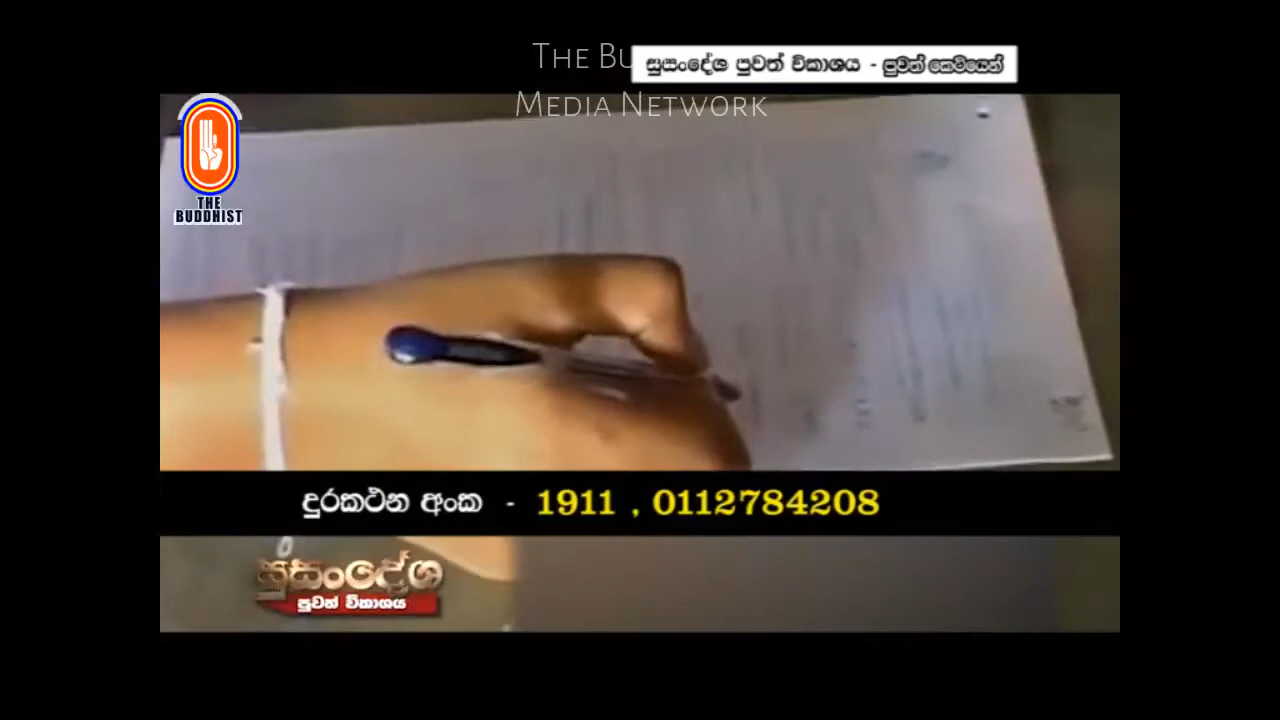 The Bu
Media Network
සුසංදේශ පුවත් විකාශය - පුවත් කෙටියෙන්
THE
BUDDHIST
දුරකථන අංක - 1911 , 0112784208
සුසංදේශ
පුවත් විකාශය